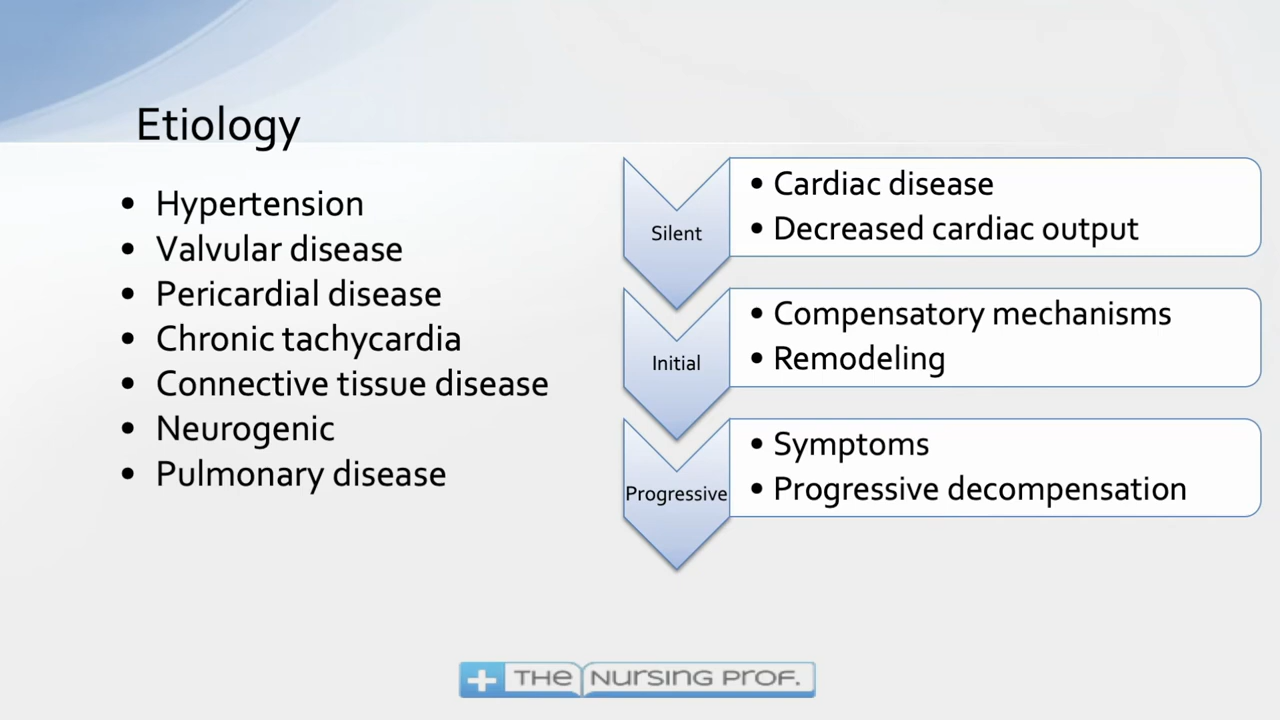 Etiology
• Hypertension
• Valvular disease
• Pericardial disease
• Chronic tachycardia
• Connective tissue disease
• Neurogenic
• Pulmonary disease
Silent
• Cardiac disease
• Decreased cardiac output
Initial
• Compensatory mechanisms
• Remodeling
Progressive
• Symptoms
• Progressive decompensation
THE NURSING PROF.